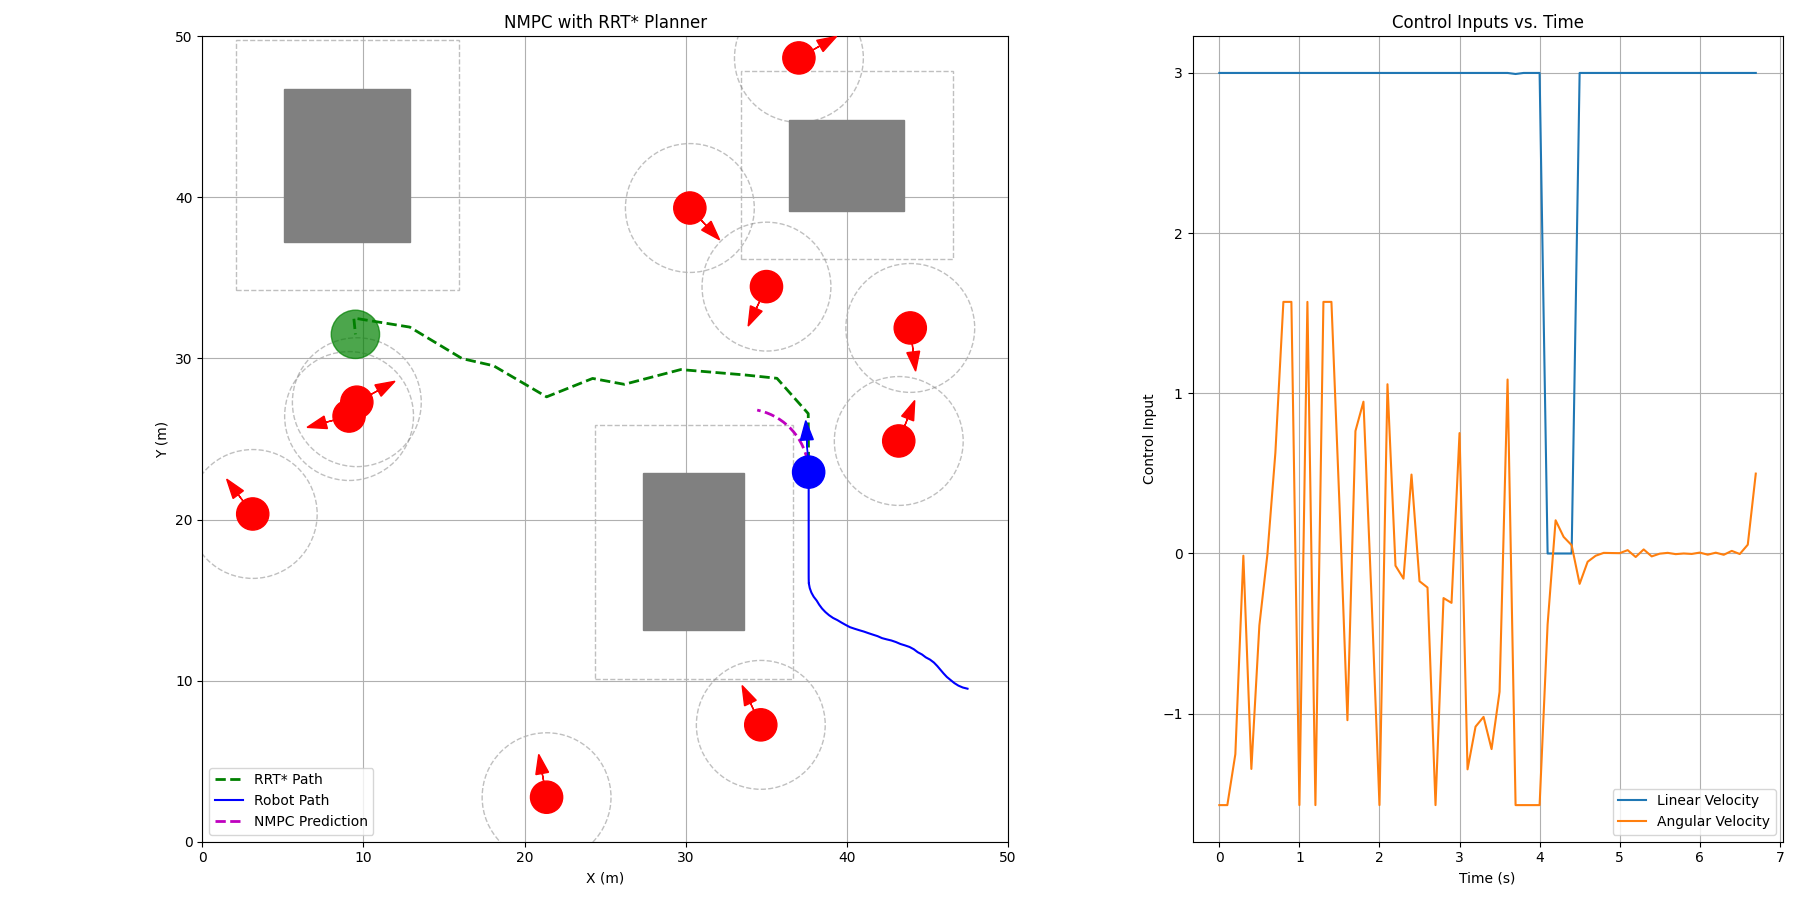 NMPC with RRT* Planner
50
40
30
20
10
0
Y (m)
0 10 20 30 40 50
X (m)
RRT* Path
Robot Path
NMPC Prediction
Control Inputs vs. Time
3
2
1
0
−1
Control Input
0 1 2 3 4 5 6 7
Time (s)
Linear Velocity
Angular Velocity